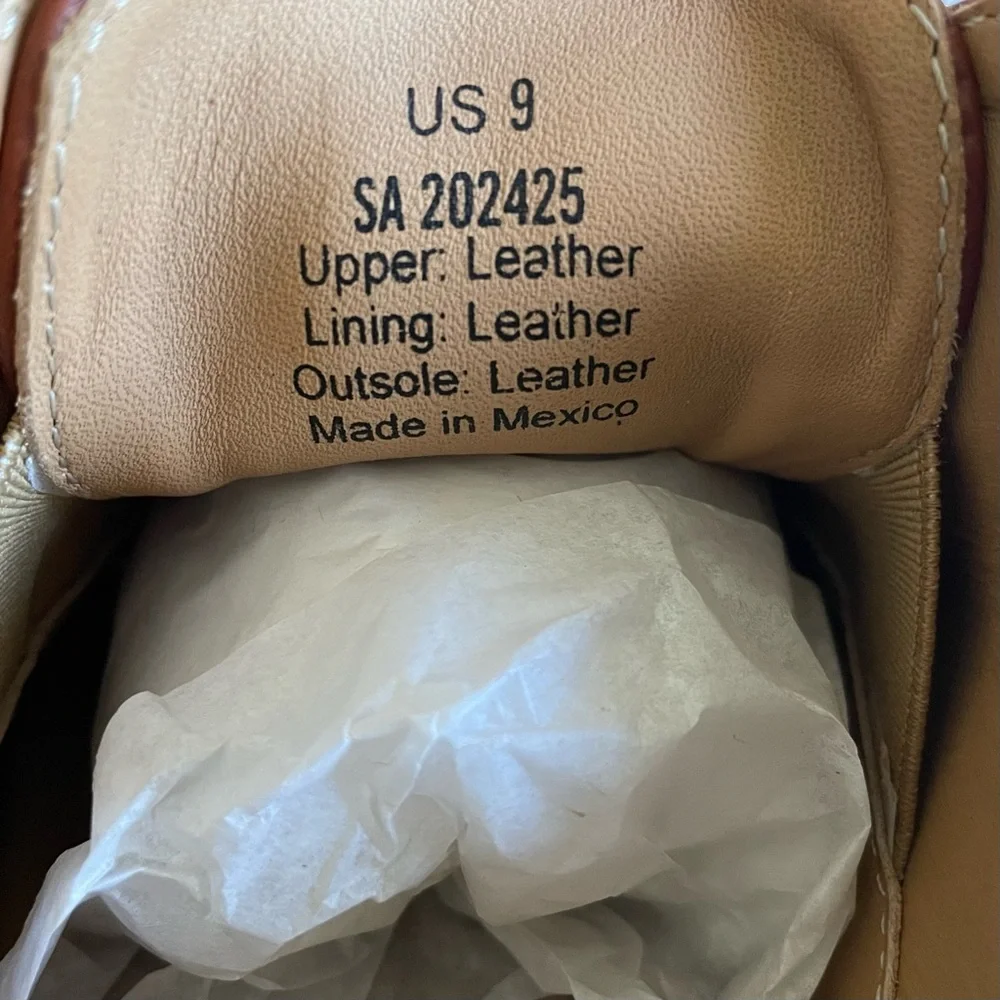 US 9
SA 202425
Upper: Leather
Lining: Leather
Outsole: Leather
Made in Mexico